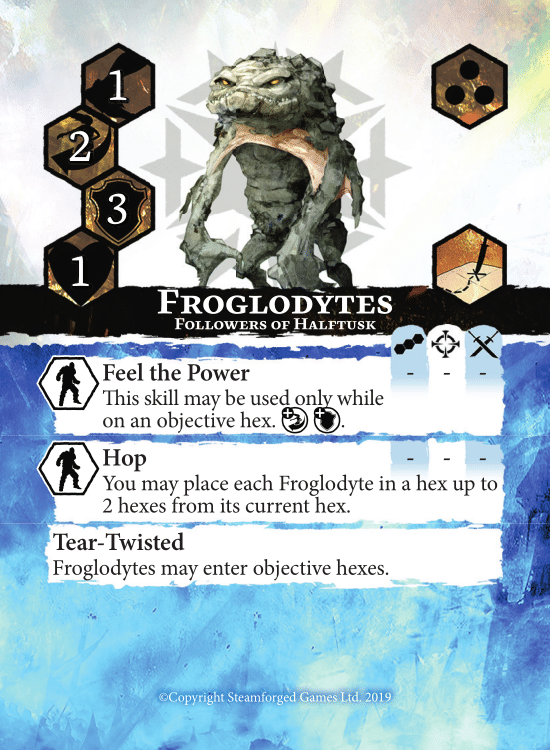 1
2
3
1
Froglodytes
Followers of Halftusk
Feel the Power
- - -
This skill may be used only while
on an objective hex.
Hop
- - -
You may place each Froglodyte in a hex up to
2 hexes from its current hex.
Tear-Twisted
Froglodytes may enter objective hexes.
©Copyright Steamforged Games Ltd. 2019